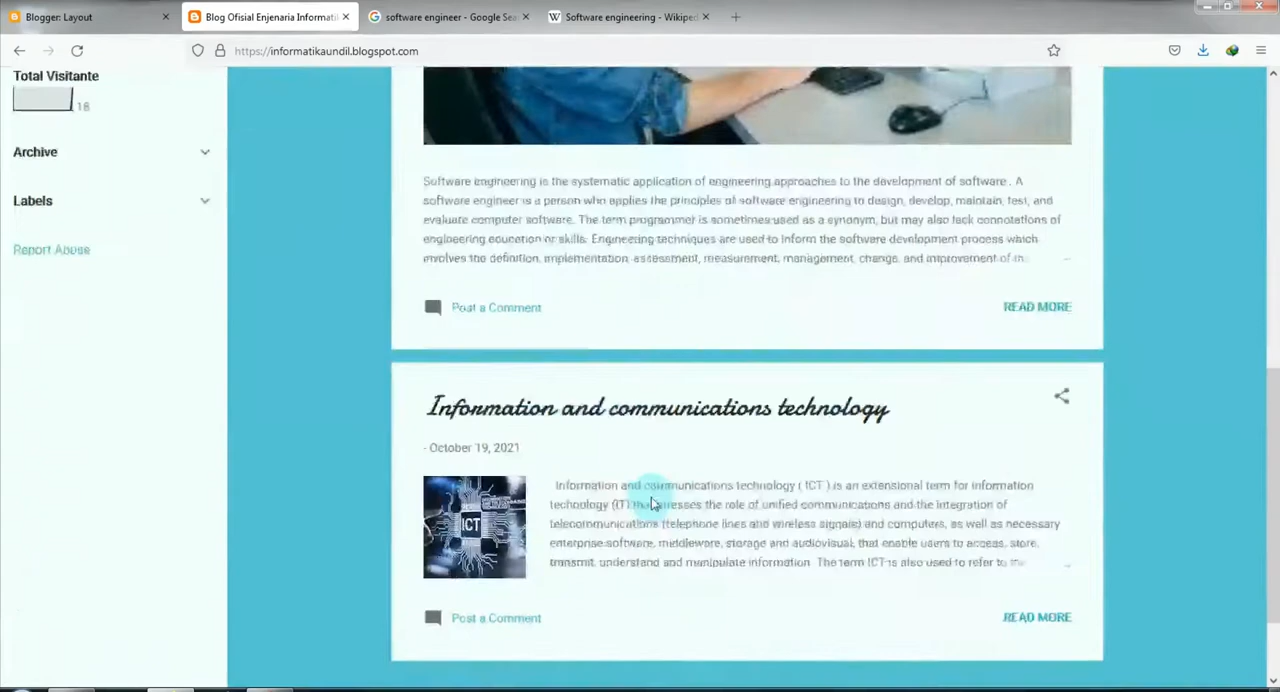 Blogger: Layout
Blog Ofisial Enjenaria Informati
software engineer - Google Sea
W Software engineering - Wikiped
https://informatikaundil.blogspot.com
Total Visitante
18
Archive
Labels
Report Abuse
Software engineering is the systematic application of engineering approaches to the development of software . A
software engineer is a person who applies the principles of software engineering to design, develop, maintain, test, and
evaluate computer software. The term programmer is sometimes used as a synonym, but may also lack connotations of
engineering education or skills. Engineering techniques are used to inform the software development process which
involves the definition, implementation, assessment, measurement, management, change, and improvement of th
Post a Comment
READ MORE
Information and communications technology
- October 19, 2021
ICT
Information and communications technology ( ICT ) is an extensional term for information
technology (IT) that stresses the role of unified communications and the integration of
telecommunications (telephone lines and wireless signals) and computers, as well as necessary
enterprise software, middleware, storage and audiovisual, that enable users to access, store,
transmit, understand and manipulate information. The term ICT is also used to refer to
Post a Comment
READ MORE